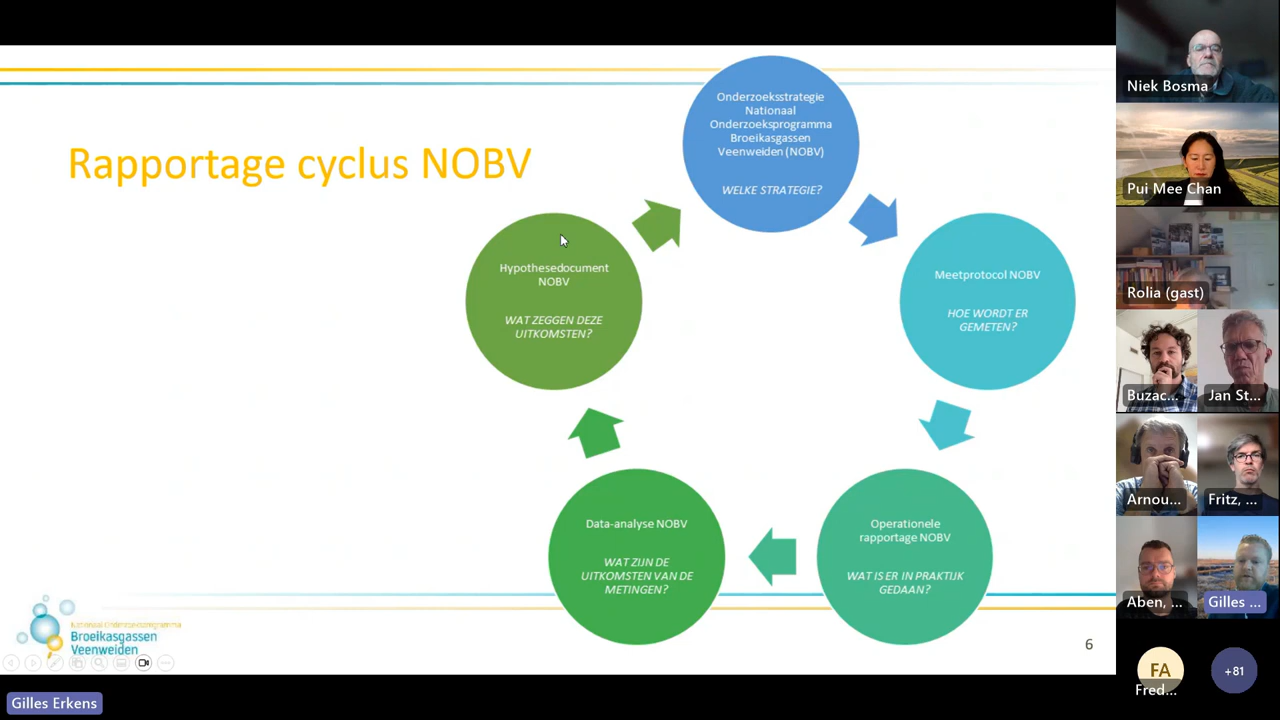 Rapportage cyclus NOBV
Onderzoeksstrategie
Nationaal
Onderzoeksprogramma
Broeikasgassen
Veenweiden (NOBV)
WELKE STRATEGIE?
Meetprotocol NOBV
HOE WORDT ER
GEMETEN?
Operationele
rapportage NOBV
WAT IS ER IN PRAKTIJK
GEDAAN?
Data-analyse NOBV
WAT ZIJN DE
UITKOMSTEN VAN DE
METINGEN?
Hypothesedocument
NOBV
WAT ZEGGEN DEZE
UITKOMSTEN?
Nationaal Onderzoeksprogramma
Broeikasgassen
Veenweiden
6
Gilles Erkens
Niek Bosma
Pui Mee Chan
Rolia (gast)
Buzac...
Jan St...
Arnou...
Fritz, ...
Aben, ...
Gilles ...
FA
Fred...
+81